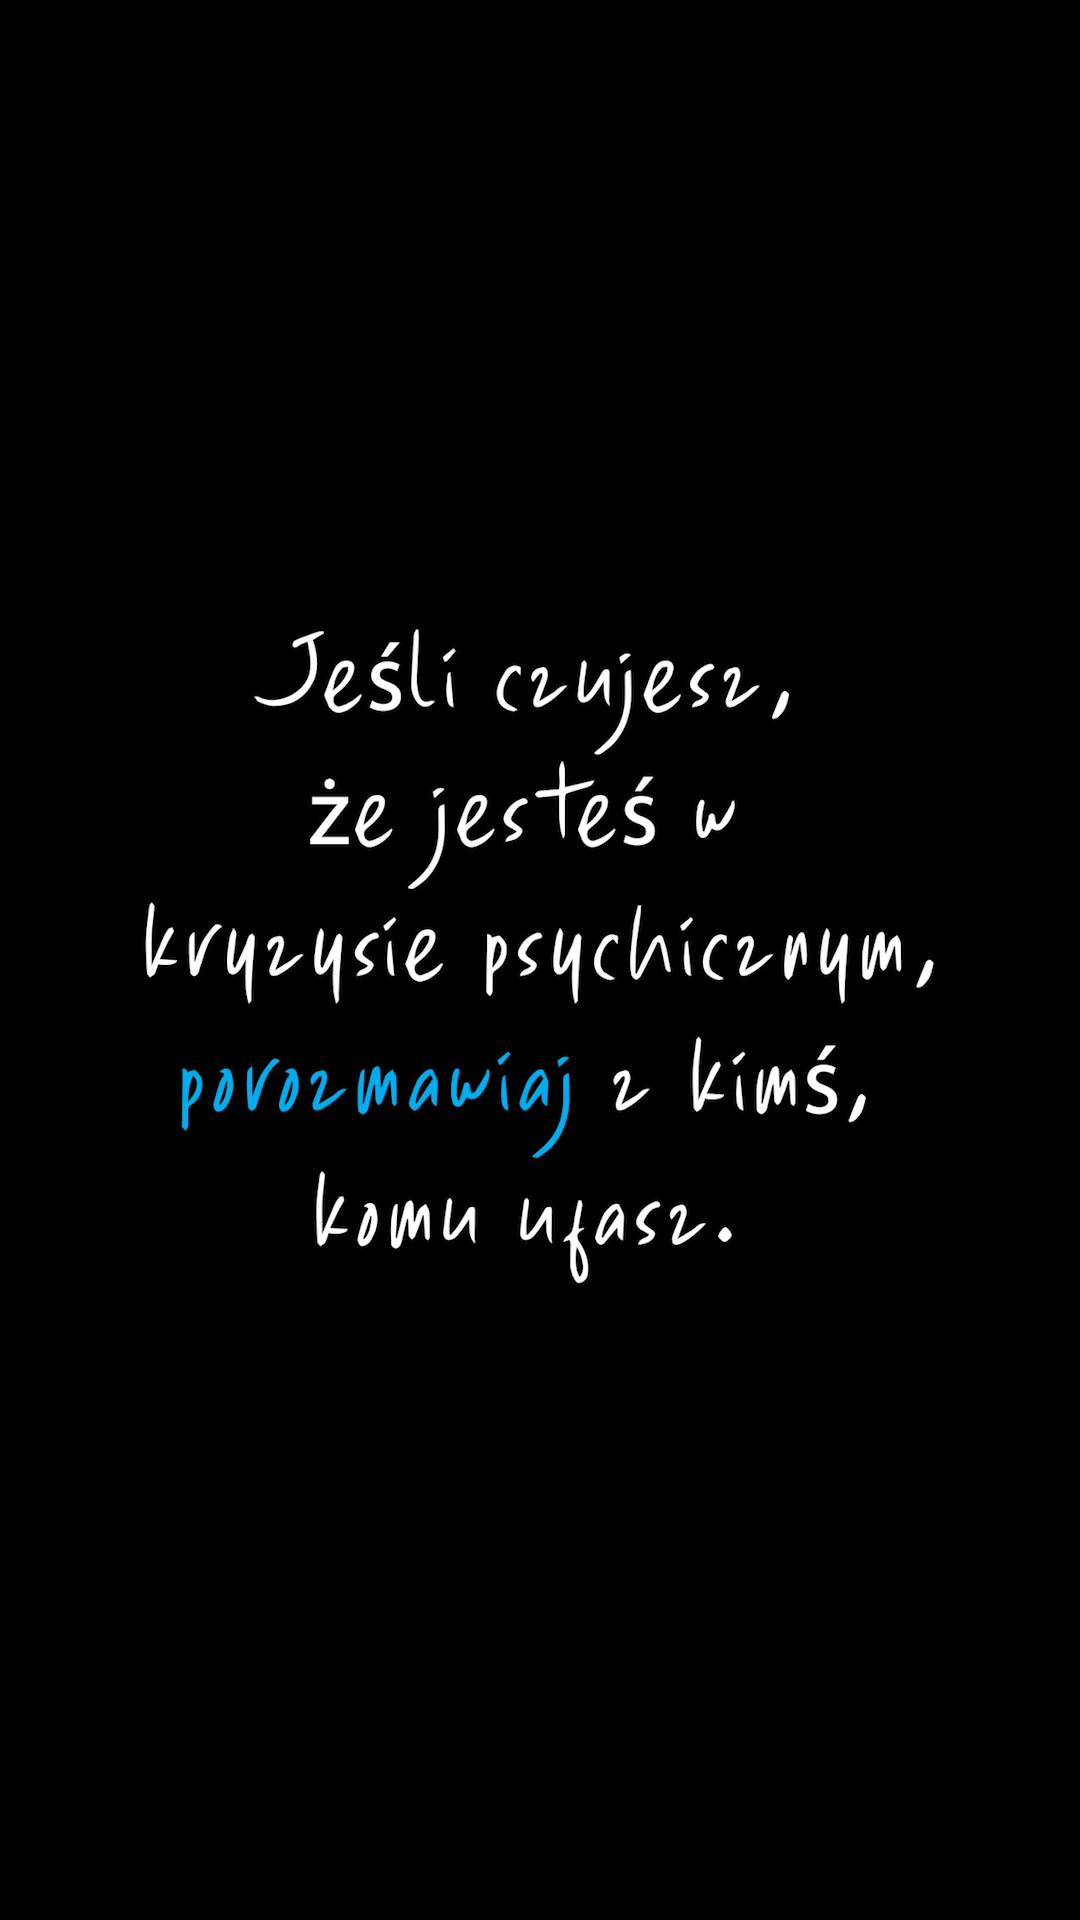 Jeśli czujesz,
że jesteś w
kryzysie psychicznym,
porozmawiaj z kimś,
komu ufasz.